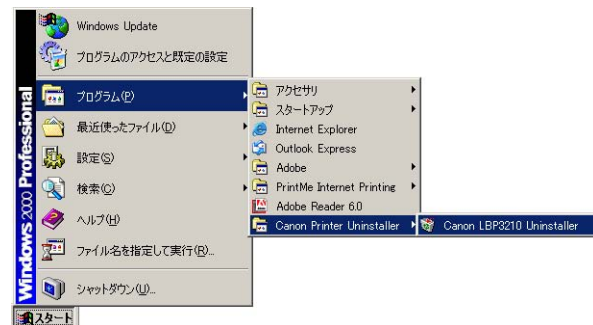 Windows 2000 Professional
Windows Update
プログラムのアクセスと既定の設定
プログラム(P)
最近使ったファイル(D)
設定(S)
検索(C)
ヘルプ(H)
ファイル名を指定して実行(R)...
シャットダウン(U)...
スタート
アクセサリ
スタートアップ
Internet Explorer
Outlook Express
Adobe
PrintMe Internet Printing
Adobe Reader 6.0
Canon Printer Uninstaller
Canon LBP3210 Uninstaller